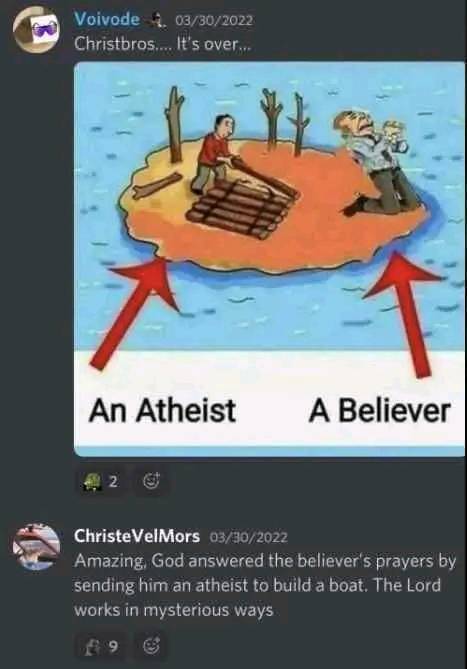 Voivode 03/30/2022
Christbros.... It's over...
An Atheist A Believer
2
ChristeVelMors 03/30/2022
Amazing, God answered the believer's prayers by
sending him an atheist to build a boat. The Lord
works in mysterious ways
9